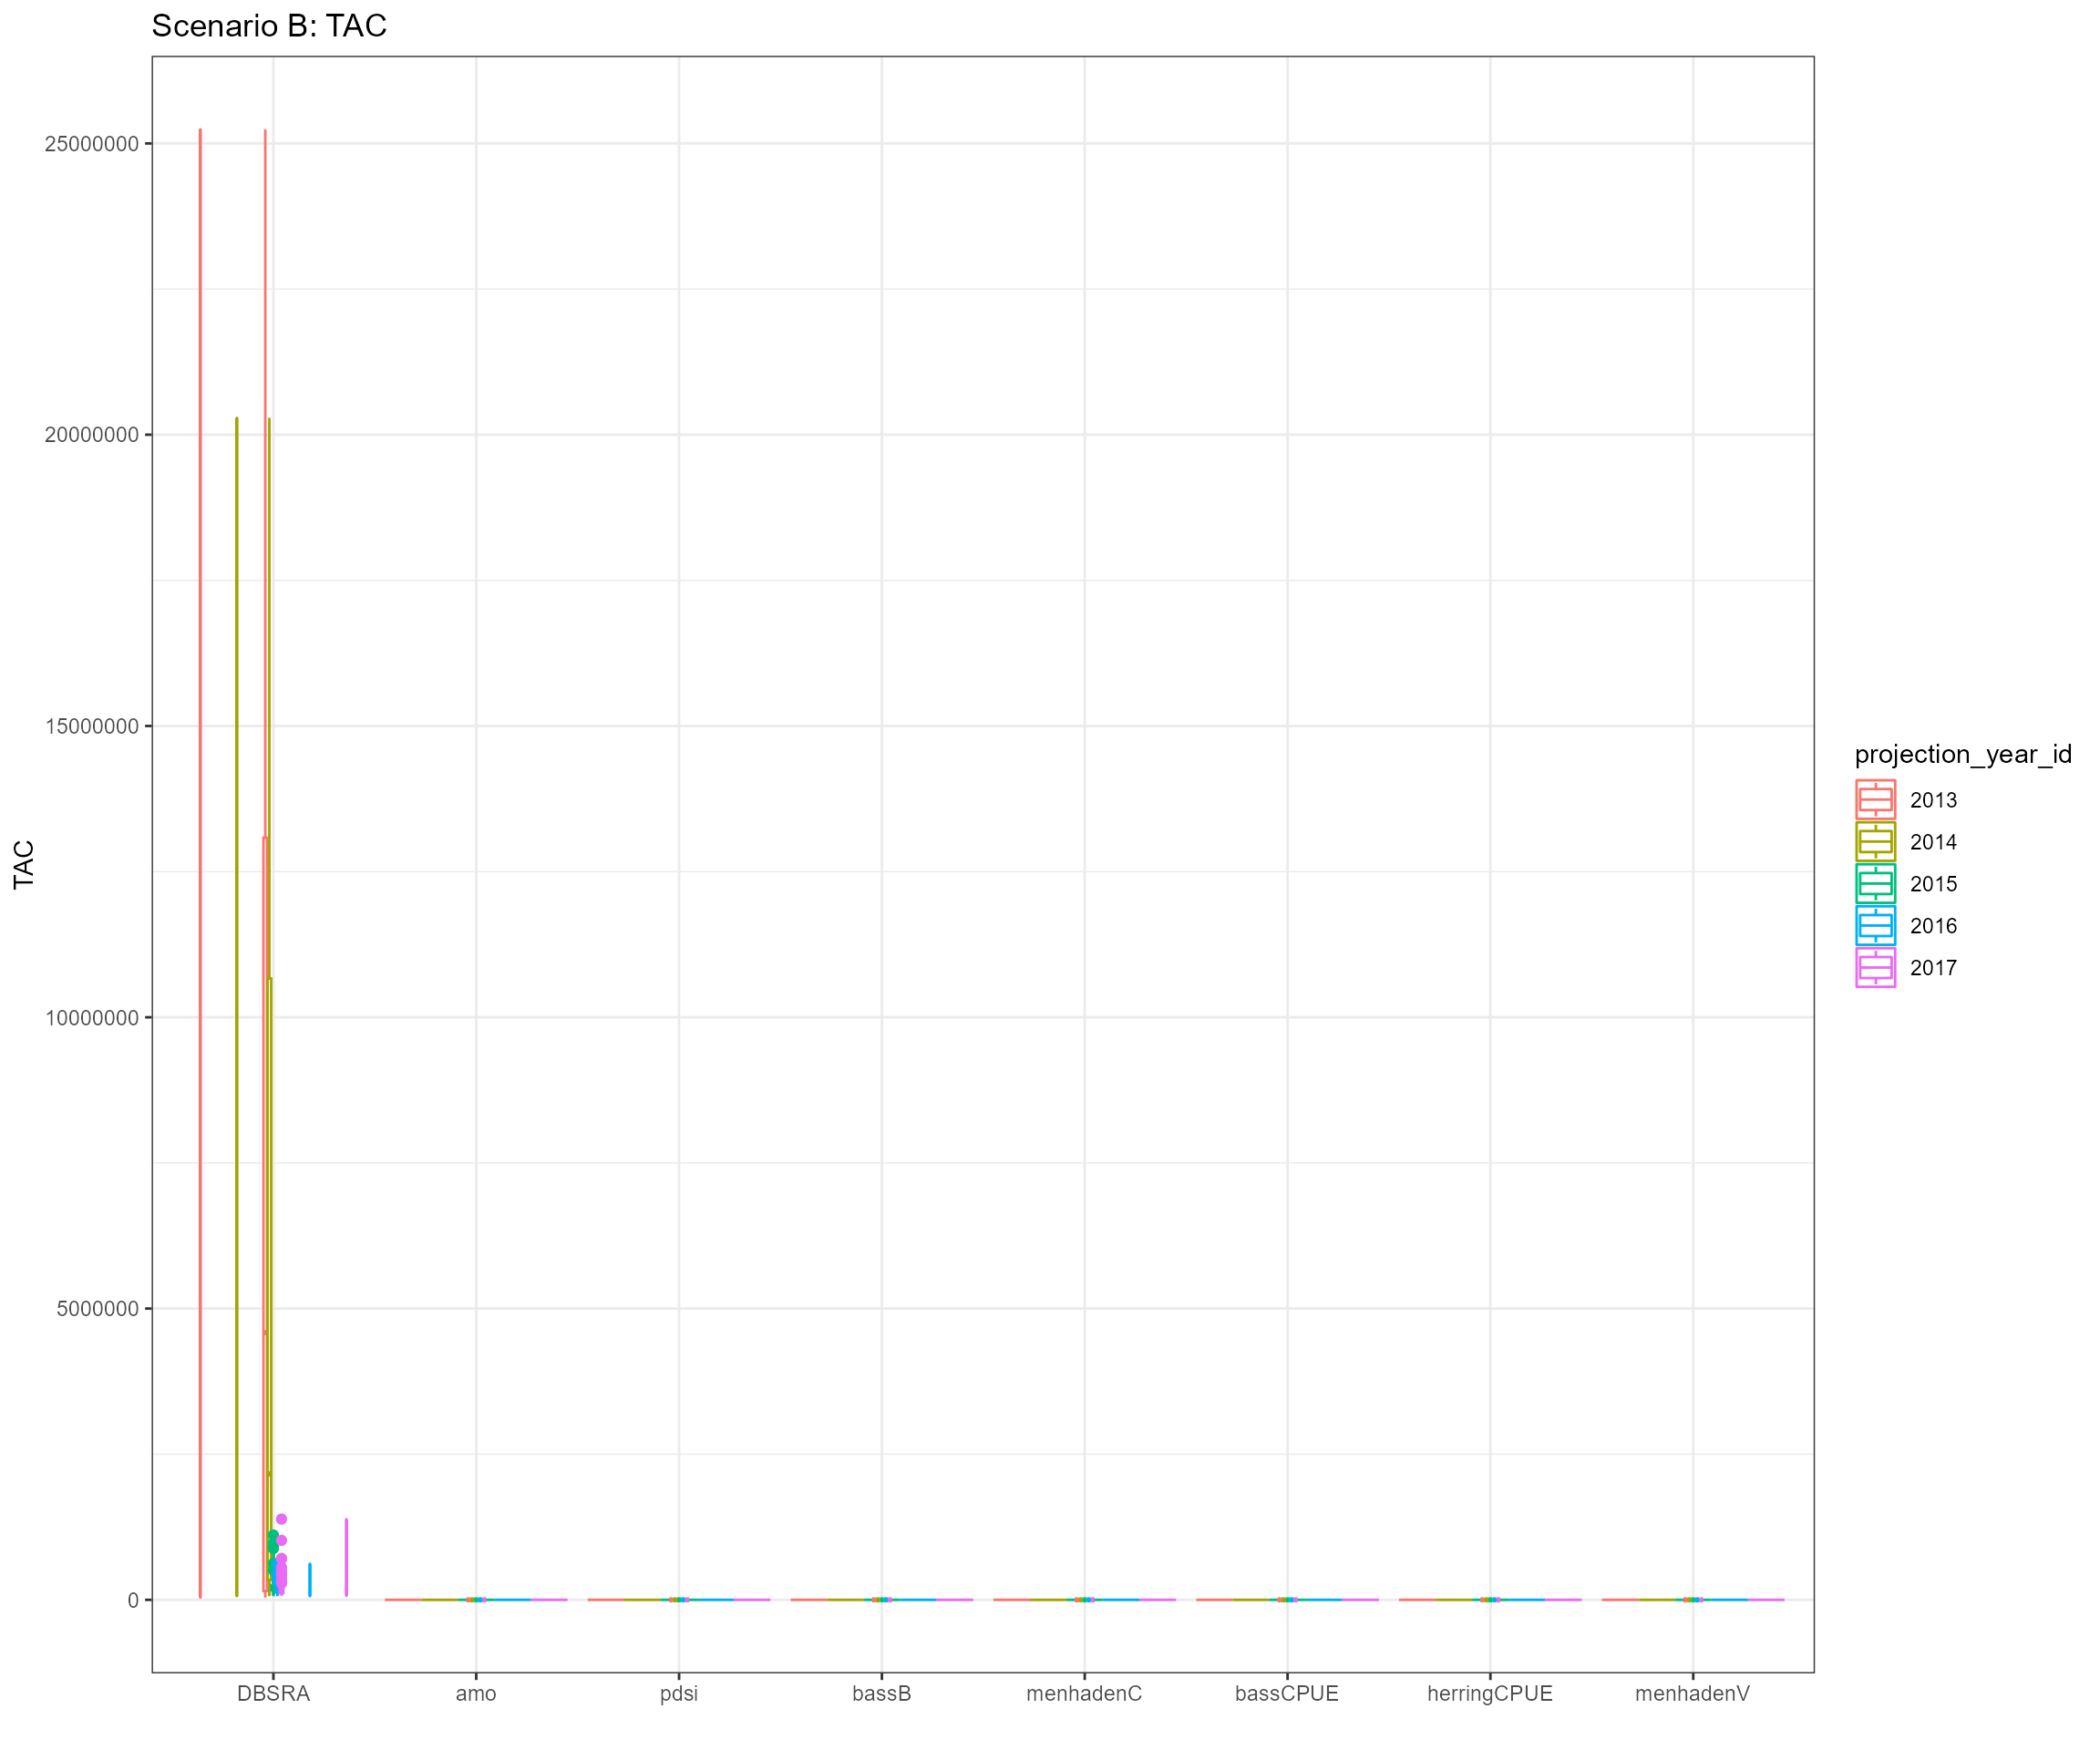 Scenario B: TAC
25000000
20000000
15000000
10000000
5000000
0
TAC
DBSRA
amo
pdsi
bassB
menhadenC
bassCPUE
herringCPUE
menhadenV
projection_year_id
2013
2014
2015
2016
2017